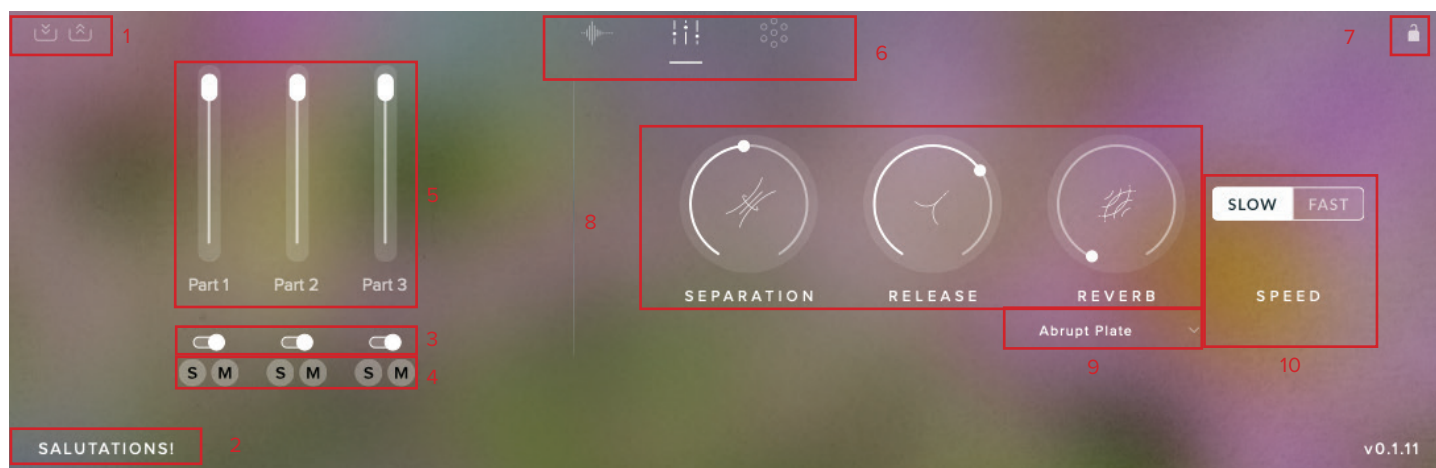 1
6
7
5
8
Part 1
Part 2
Part 3
SEPARATION
RELEASE
REVERB
SLOW
FAST
SPEED
3
Abrupt Plate
S M
S M
S M
4
9
10
SALUTATIONS!
2
v0.1.11